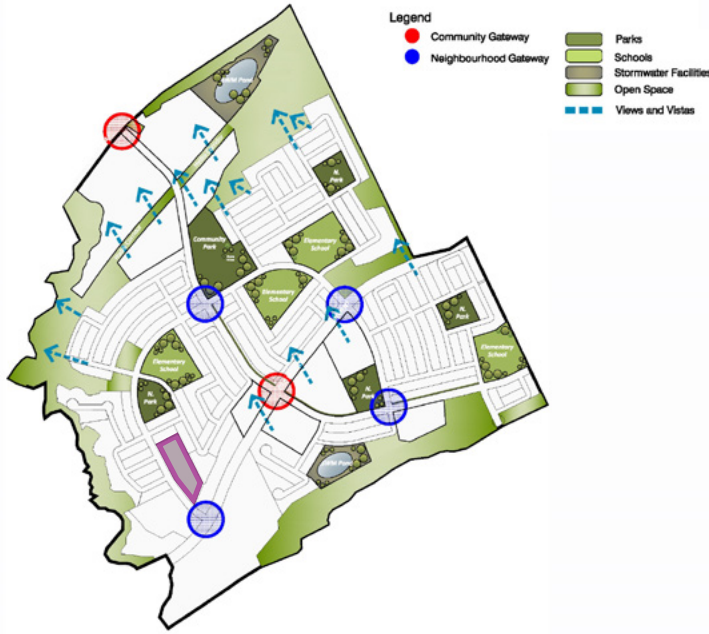 Legend
Community Gateway
Neighbourhood Gateway
Parks
Schools
Stormwater Facilities
Open Space
Views and Vistas
SWM Pond
N.
Park
Community
Park
Elementary
School
Elementary
School
N.
Park
Elementary
School
Elementary
School
N.
Park
N.
Park
SWM Pond